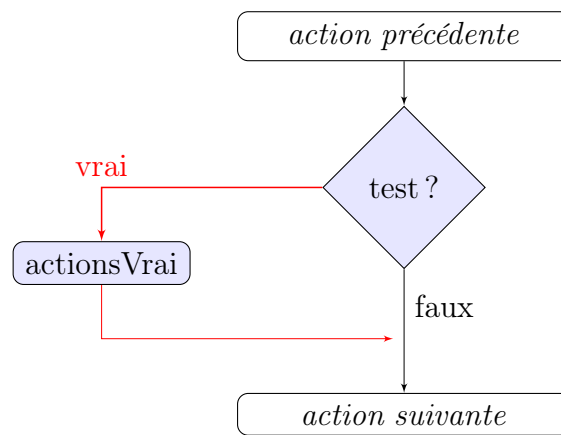 action précédente
test ?
vrai
actionsVrai
faux
action suivante